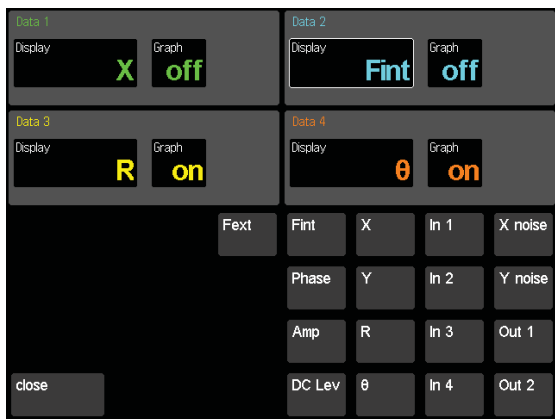 Data 1 Data 2
Display Graph Display Graph
X off Fint off
Data 3 Data 4
Display Graph Display Graph
R on θ on
Fext Fint X In 1 X noise
Phase Y In 2 Y noise
Amp R In 3 Out 1
close DC Lev θ In 4 Out 2